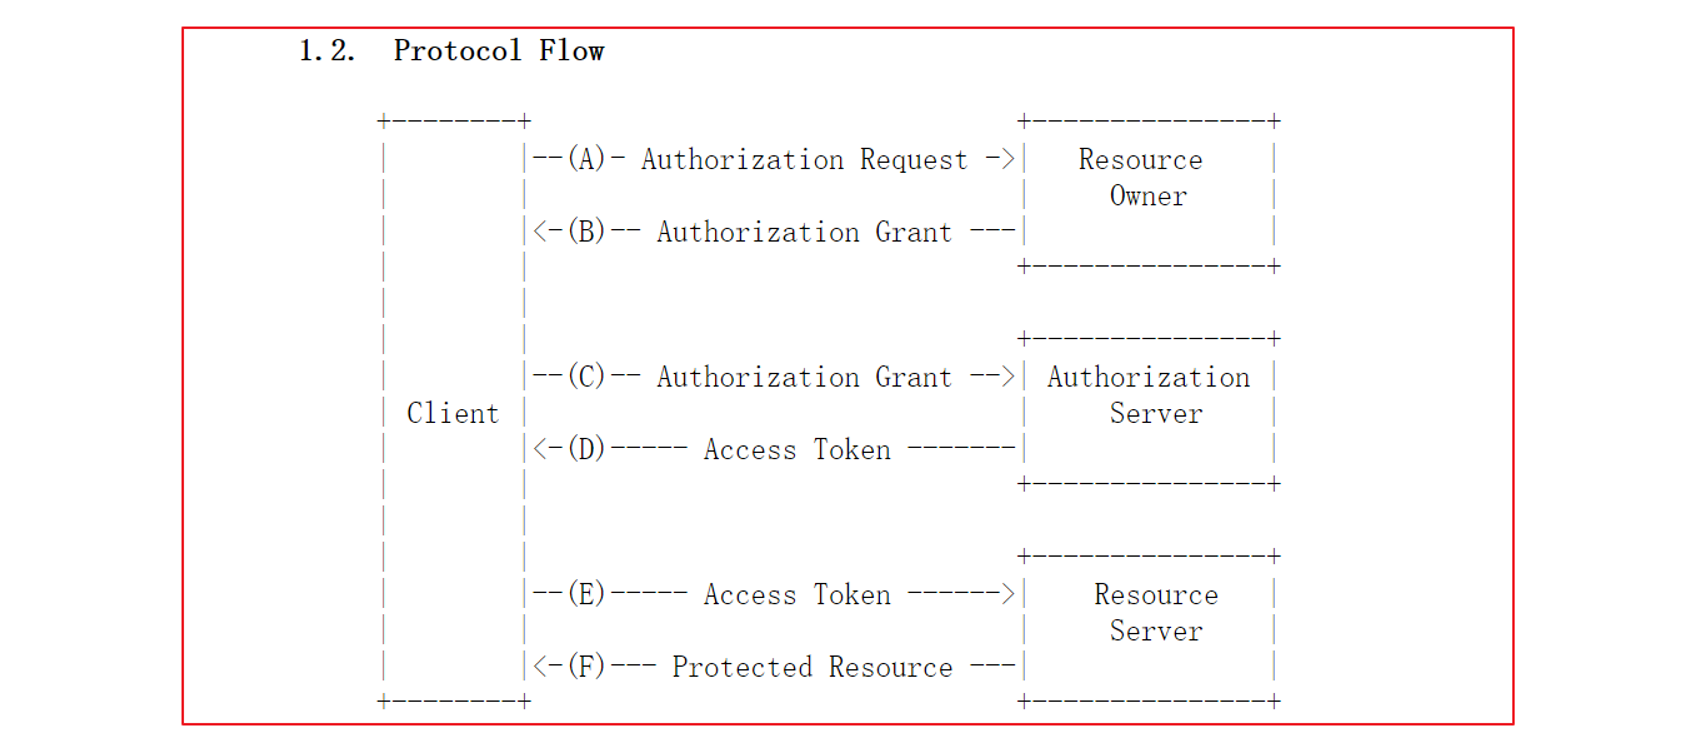 1.2.  Protocol Flow
+--------+                               +---------------+
|        |--(A)- Authorization Request ->|   Resource    |
|        |                               |     Owner     |
|        |<-(B)-- Authorization Grant ---|               |
|        |                               +---------------+
|        |
|        |                               +---------------+
|        |--(C)-- Authorization Grant -->| Authorization |
| Client |                               |     Server    |
|        |<-(D)----- Access Token -------|               |
|        |                               +---------------+
|        |
|        |                               +---------------+
|        |--(E)----- Access Token ------>|    Resource   |
|        |                               |     Server    |
|        |<-(F)--- Protected Resource ---|               |
+--------+                               +---------------+